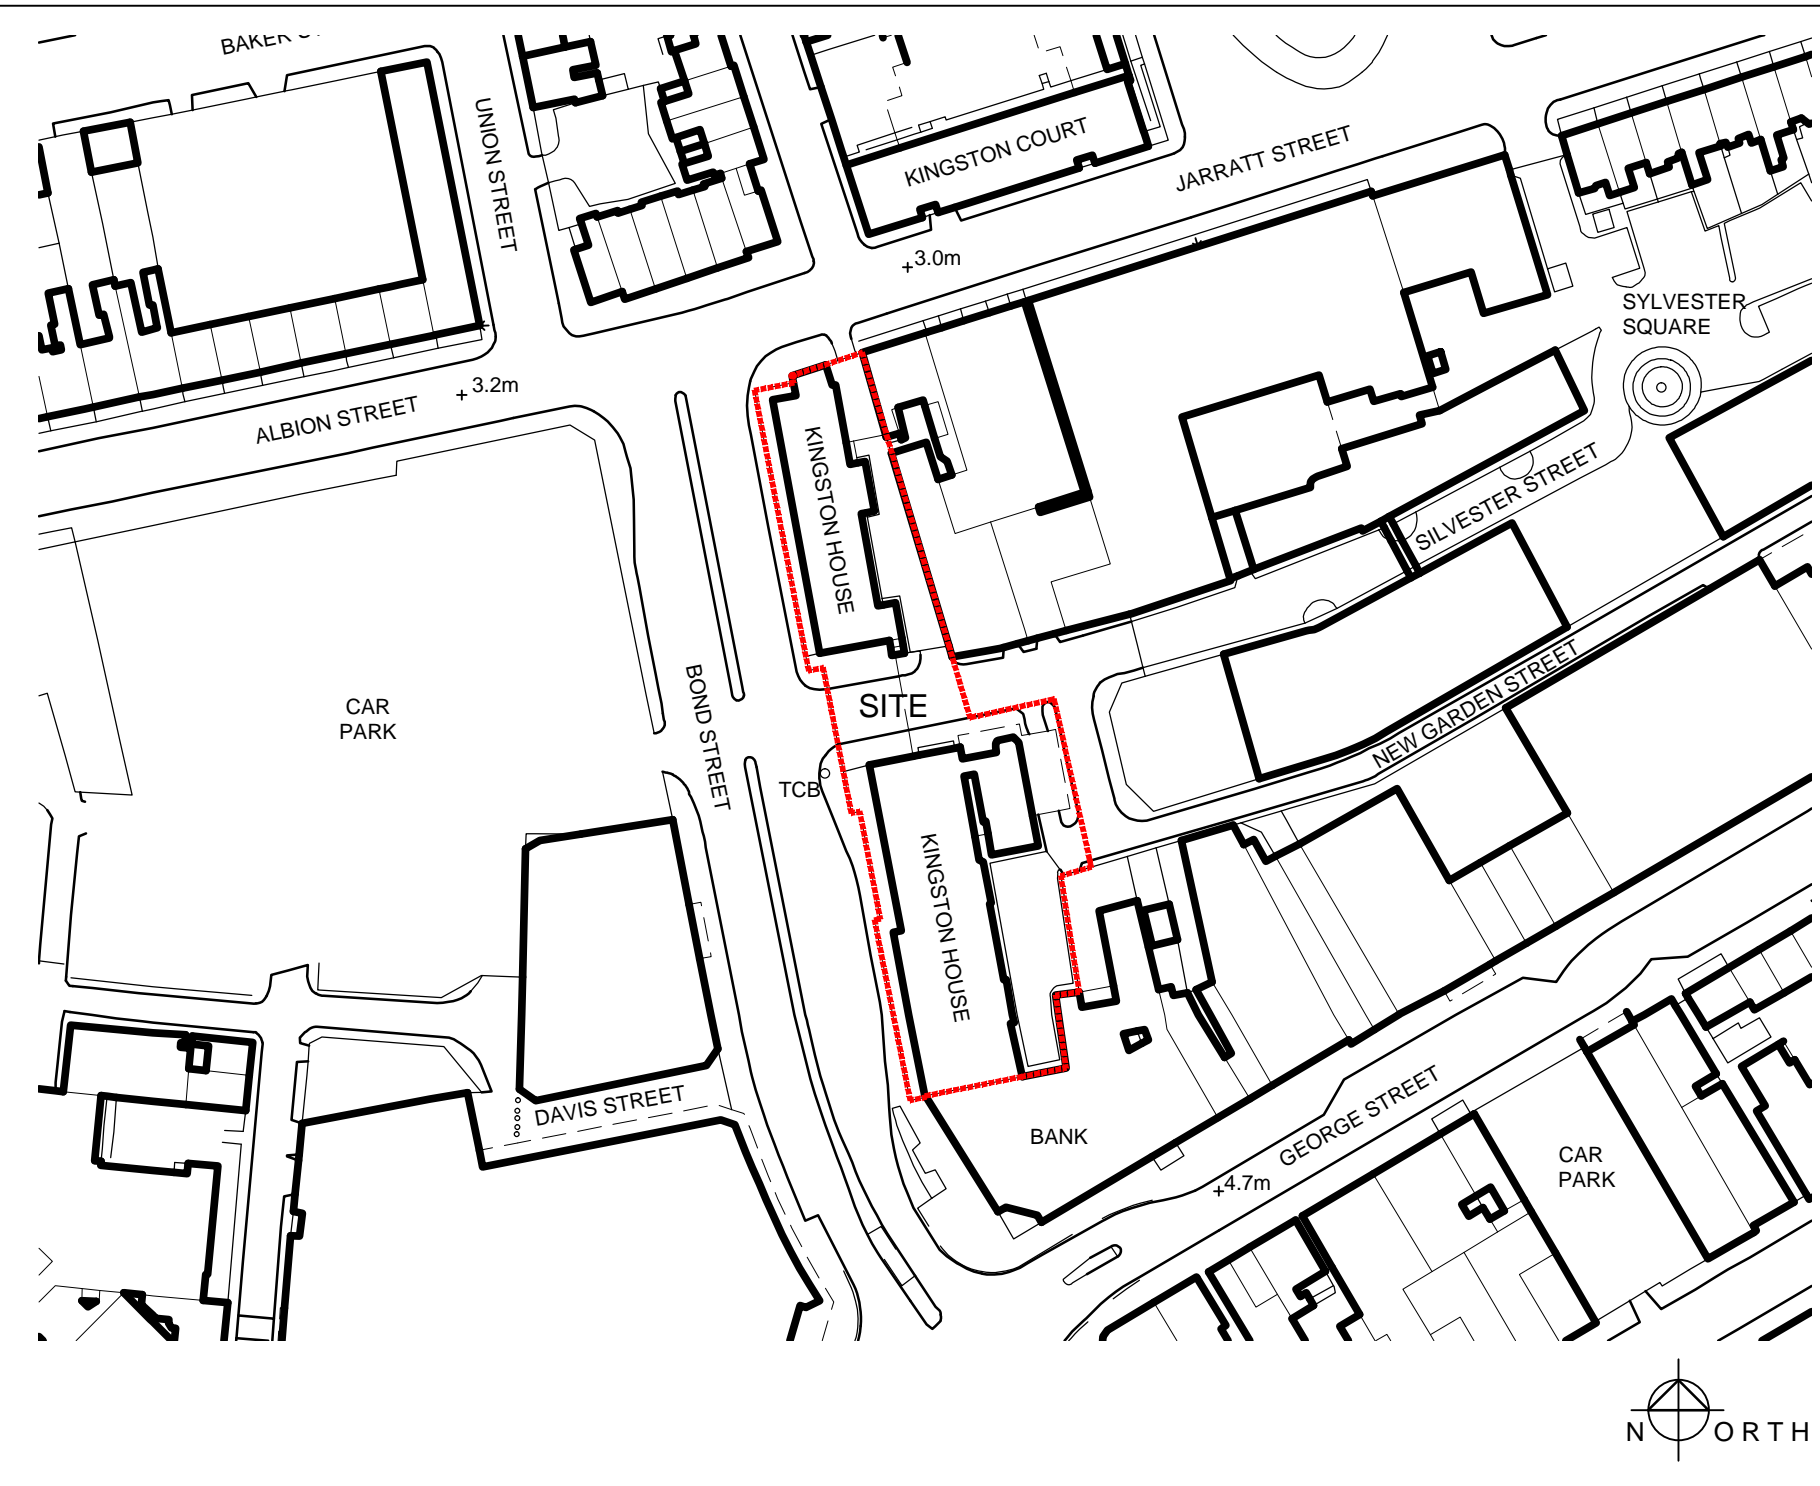 BAKER
UNION STREET
KINGSTON COURT
JARRATT STREET
3.0m
SYLVESTER
SQUARE
3.2m
ALBION STREET
KINGSTON HOUSE
SILVESTER STREET
CAR
PARK
BOND STREET
SITE
NEW GARDEN STREET
TCB
KINGSTON HOUSE
DAVIS STREET
BANK
GEORGE STREET
4.7m
CAR
PARK
NORTH